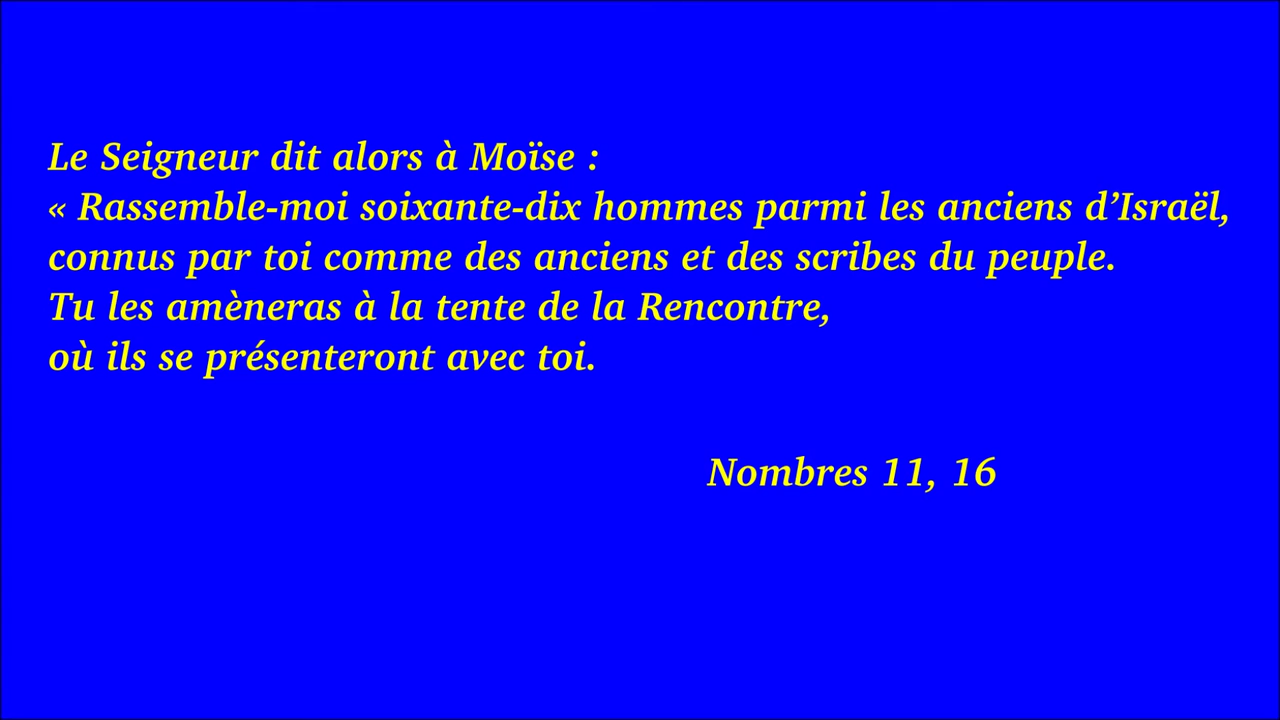 Le Seigneur dit alors à Moïse :
« Rassemble-moi soixante-dix hommes parmi les anciens d’Israël,
connus par toi comme des anciens et des scribes du peuple.
Tu les amèneras à la tente de la Rencontre,
où ils se présenteront avec toi.
Nombres 11, 16